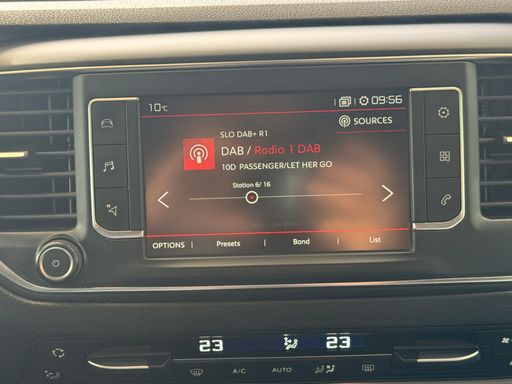 10°C
09:56
SLO DAB+ R1
SOURCES
DAB / Radio 1 DAB
10D PASSENGER/LET HER GO
Station 6/ 16
OPTIONS Presets Band List
N
23 23
A/C AUTO